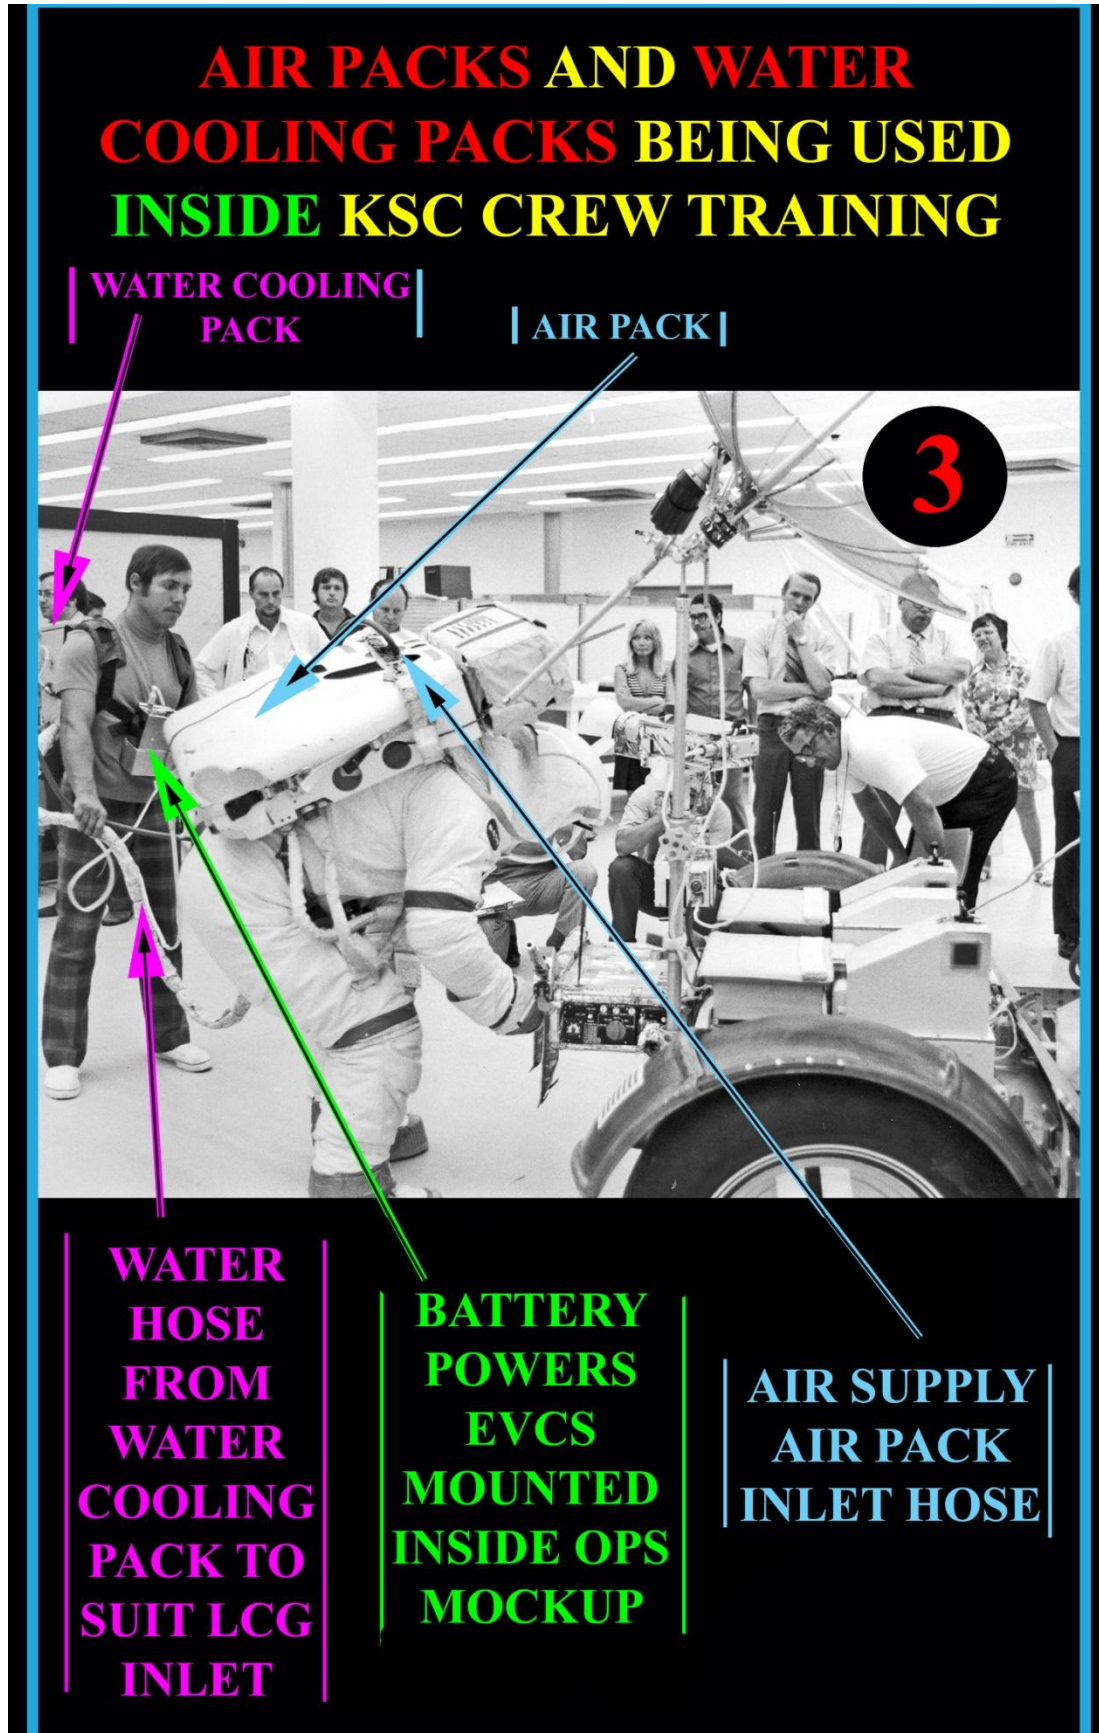 AIR PACKS AND WATER
COOLING PACKS BEING USED
INSIDE KSC CREW TRAINING
WATER COOLING
PACK
AIR PACK
3
WATER
HOSE
FROM
WATER
COOLING
PACK TO
SUIT LCG
INLET
BATTERY
POWERS
EVCS
MOUNTED
INSIDE OPS
MOCKUP
AIR SUPPLY
AIR PACK
INLET HOSE